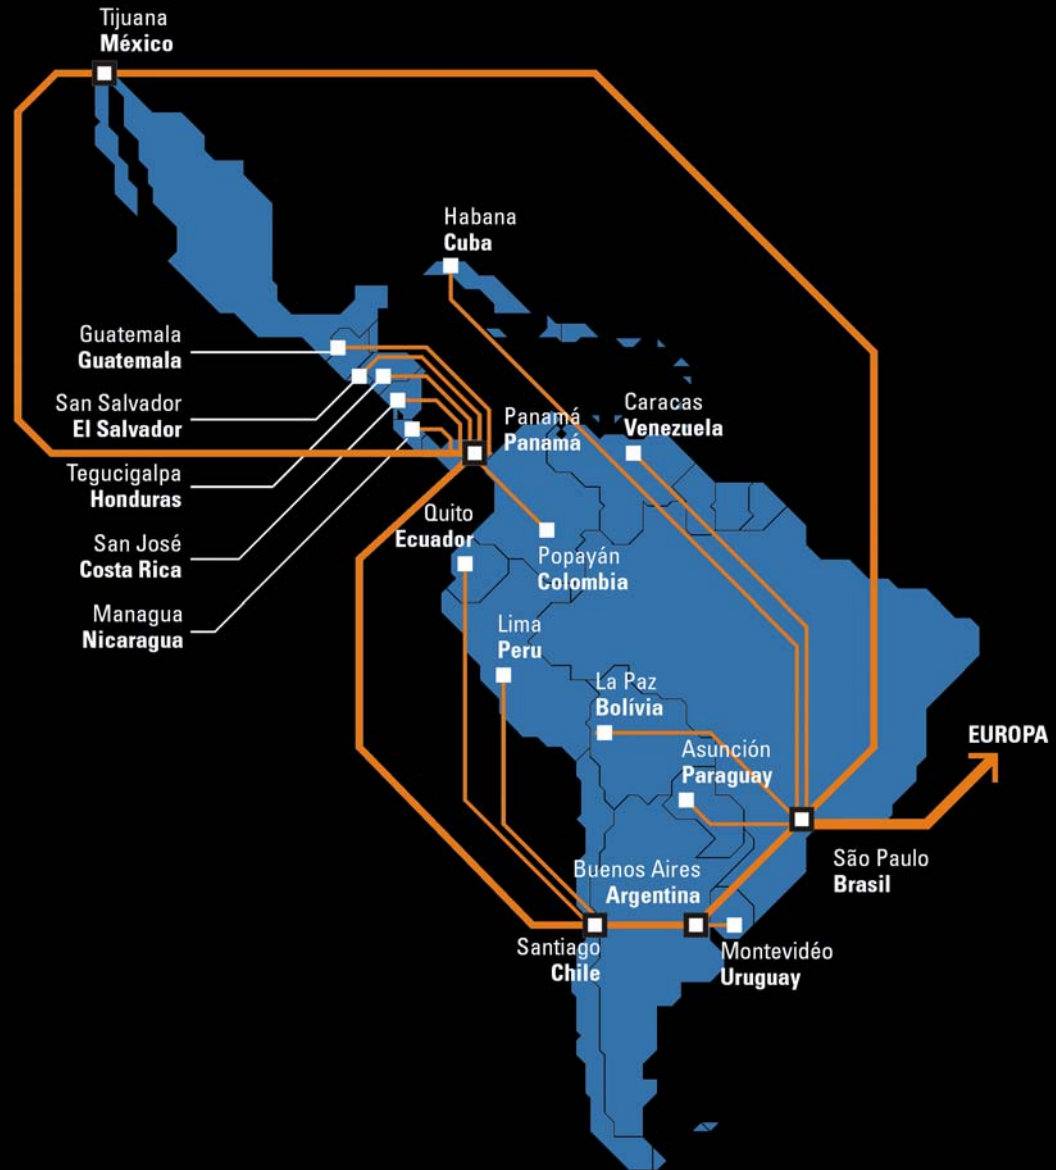 Tijuana
México
Habana
Cuba
Guatemala
Guatemala
San Salvador
El Salvador
Tegucigalpa
Honduras
San José
Costa Rica
Managua
Nicaragua
Panamá
Panamá
Caracas
Venezuela
Quito
Ecuador
Popayán
Colombia
Lima
Peru
La Paz
Bolívia
Asunción
Paraguay
EUROPA
São Paulo
Brasil
Buenos Aires
Argentina
Santiago
Chile
Montevidéo
Uruguay